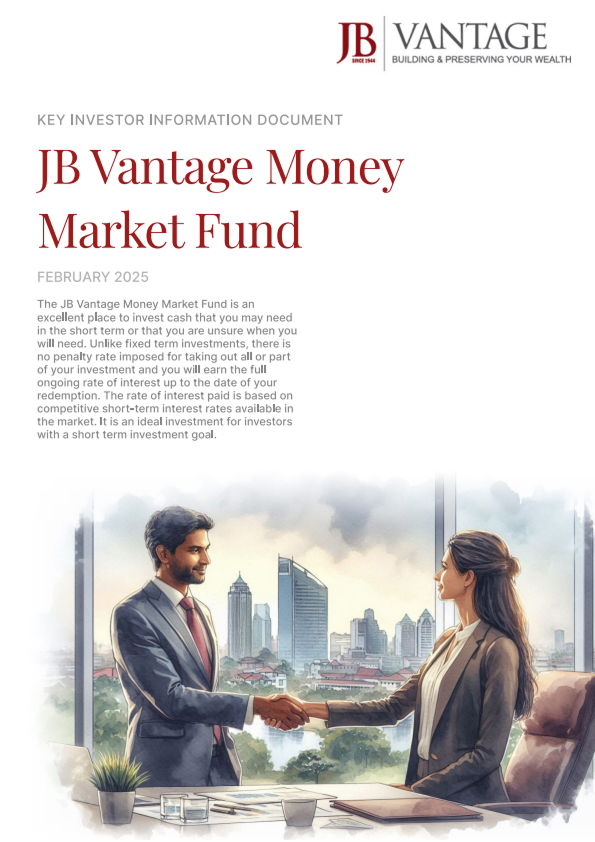 JB VANTAGE
SINCE 1944
BUILDING & PRESERVING YOUR WEALTH
KEY INVESTOR INFORMATION DOCUMENT
JB Vantage Money
Market Fund
FEBRUARY 2025
The JB Vantage Money Market Fund is an
excellent place to invest cash that you may need
in the short term or that you are unsure when you
will need. Unlike fixed term investments, there is
no penalty rate imposed for taking out all or part
of your investment and you will earn the full
ongoing rate of interest up to the date of your
redemption. The rate of interest paid is based on
competitive short-term interest rates available in
the market. It is an ideal investment for investors
with a short term investment goal.